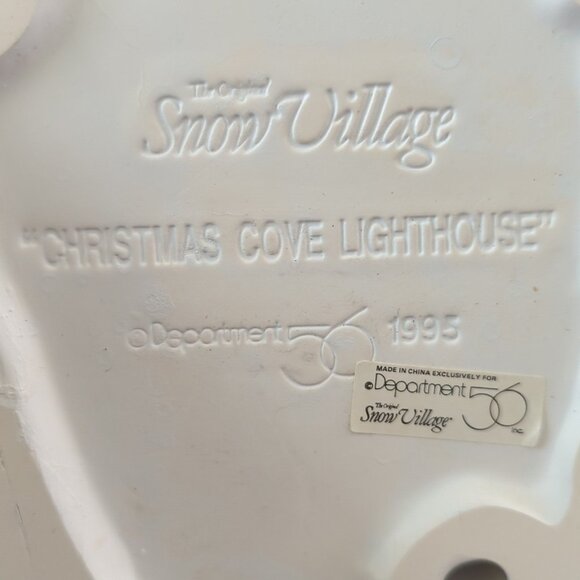 The Original
Snow Village
"CHRISTMAS COVE LIGHTHOUSE"
©Department 56 1995
MADE IN CHINA EXCLUSIVELY FOR
©Department 56 INC.
The Original
Snow Village®